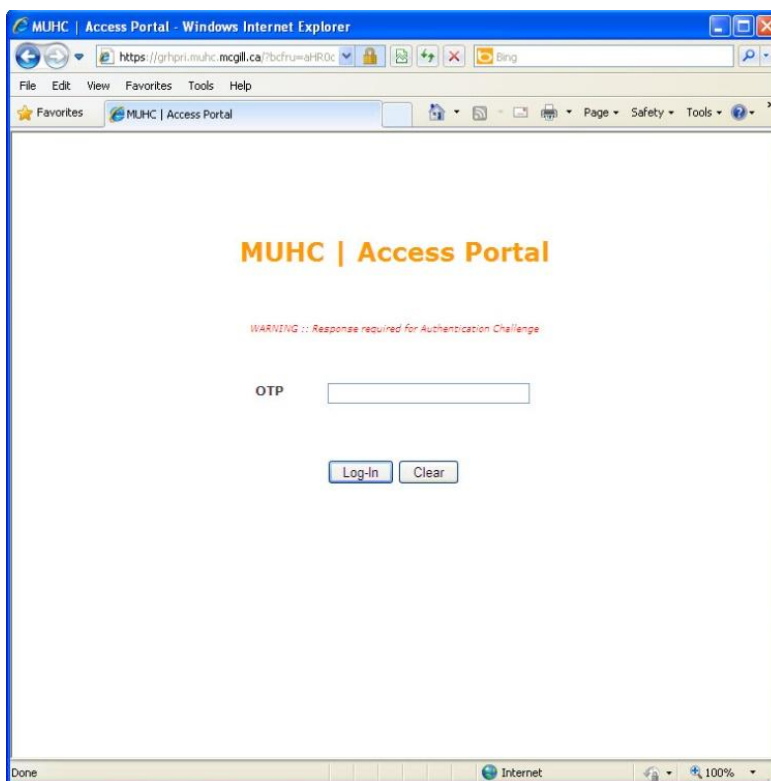 MUHC | Access Portal - Windows Internet Explorer
https://grhpri.muhc.mcgill.ca/?bcfru=aHR0c
Bing
File Edit View Favorites Tools Help
Favorites MUHC | Access Portal Page Safety Tools
MUHC | Access Portal
WARNING :: Response required for Authentication Challenge
OTP
Log-In Clear
Done Internet 100%